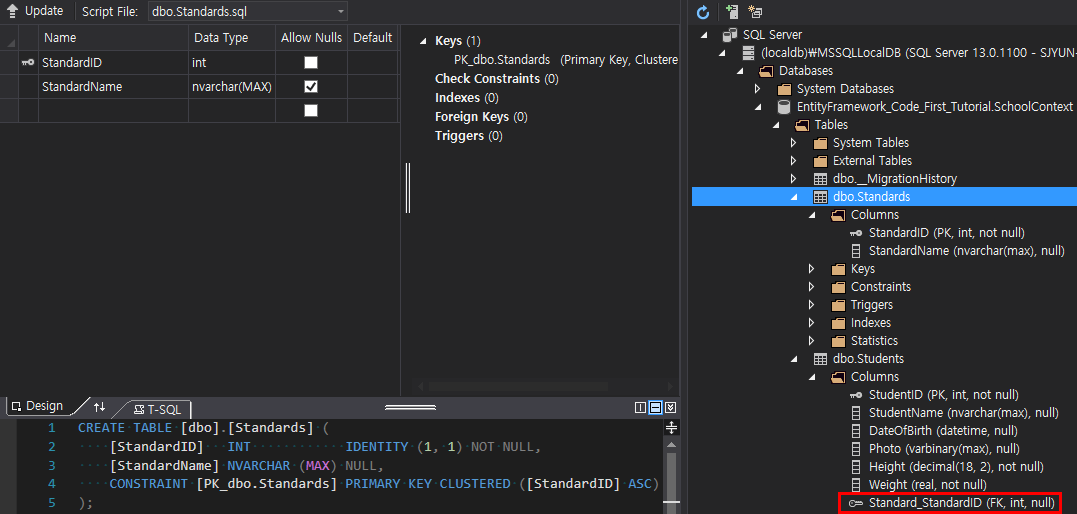 Update Script File: dbo.Standards.sql
Name Data Type Allow Nulls Default
StandardID int
StandardName nvarchar(MAX)
Keys (1)
PK_dbo.Standards (Primary Key, Clustere
Check Constraints (0)
Indexes (0)
Foreign Keys (0)
Triggers (0)
Design T-SQL
1 CREATE TABLE [dbo].[Standards] (
2 [StandardID] INT IDENTITY (1, 1) NOT NULL,
3 [StandardName] NVARCHAR (MAX) NULL,
4 CONSTRAINT [PK_dbo.Standards] PRIMARY KEY CLUSTERED ([StandardID] ASC)
5 );
SQL Server
(localdb)₩MSSQLLocalDB (SQL Server 13.0.1100 - SJYUN-
Databases
System Databases
EntityFramework_Code_First_Tutorial.SchoolContext
Tables
System Tables
External Tables
dbo.__MigrationHistory
dbo.Standards
Columns
StandardID (PK, int, not null)
StandardName (nvarchar(max), null)
Keys
Constraints
Triggers
Indexes
Statistics
dbo.Students
Columns
StudentID (PK, int, not null)
StudentName (nvarchar(max), null)
DateOfBirth (datetime, null)
Photo (varbinary(max), null)
Height (decimal(18, 2), not null)
Weight (real, not null)
Standard_StandardID (FK, int, null)